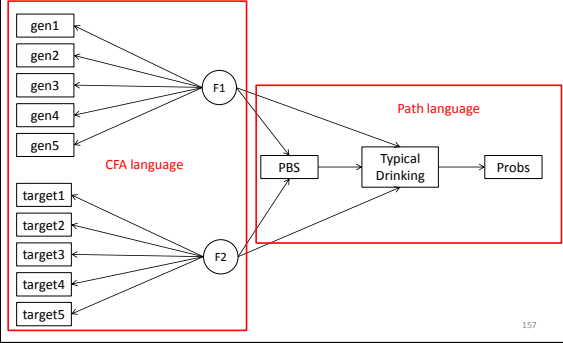 gen1
gen2
gen3
gen4
gen5
F1
CFA language
target1
target2
target3
target4
target5
F2
Path language
PBS
Typical
Drinking
Probs
157